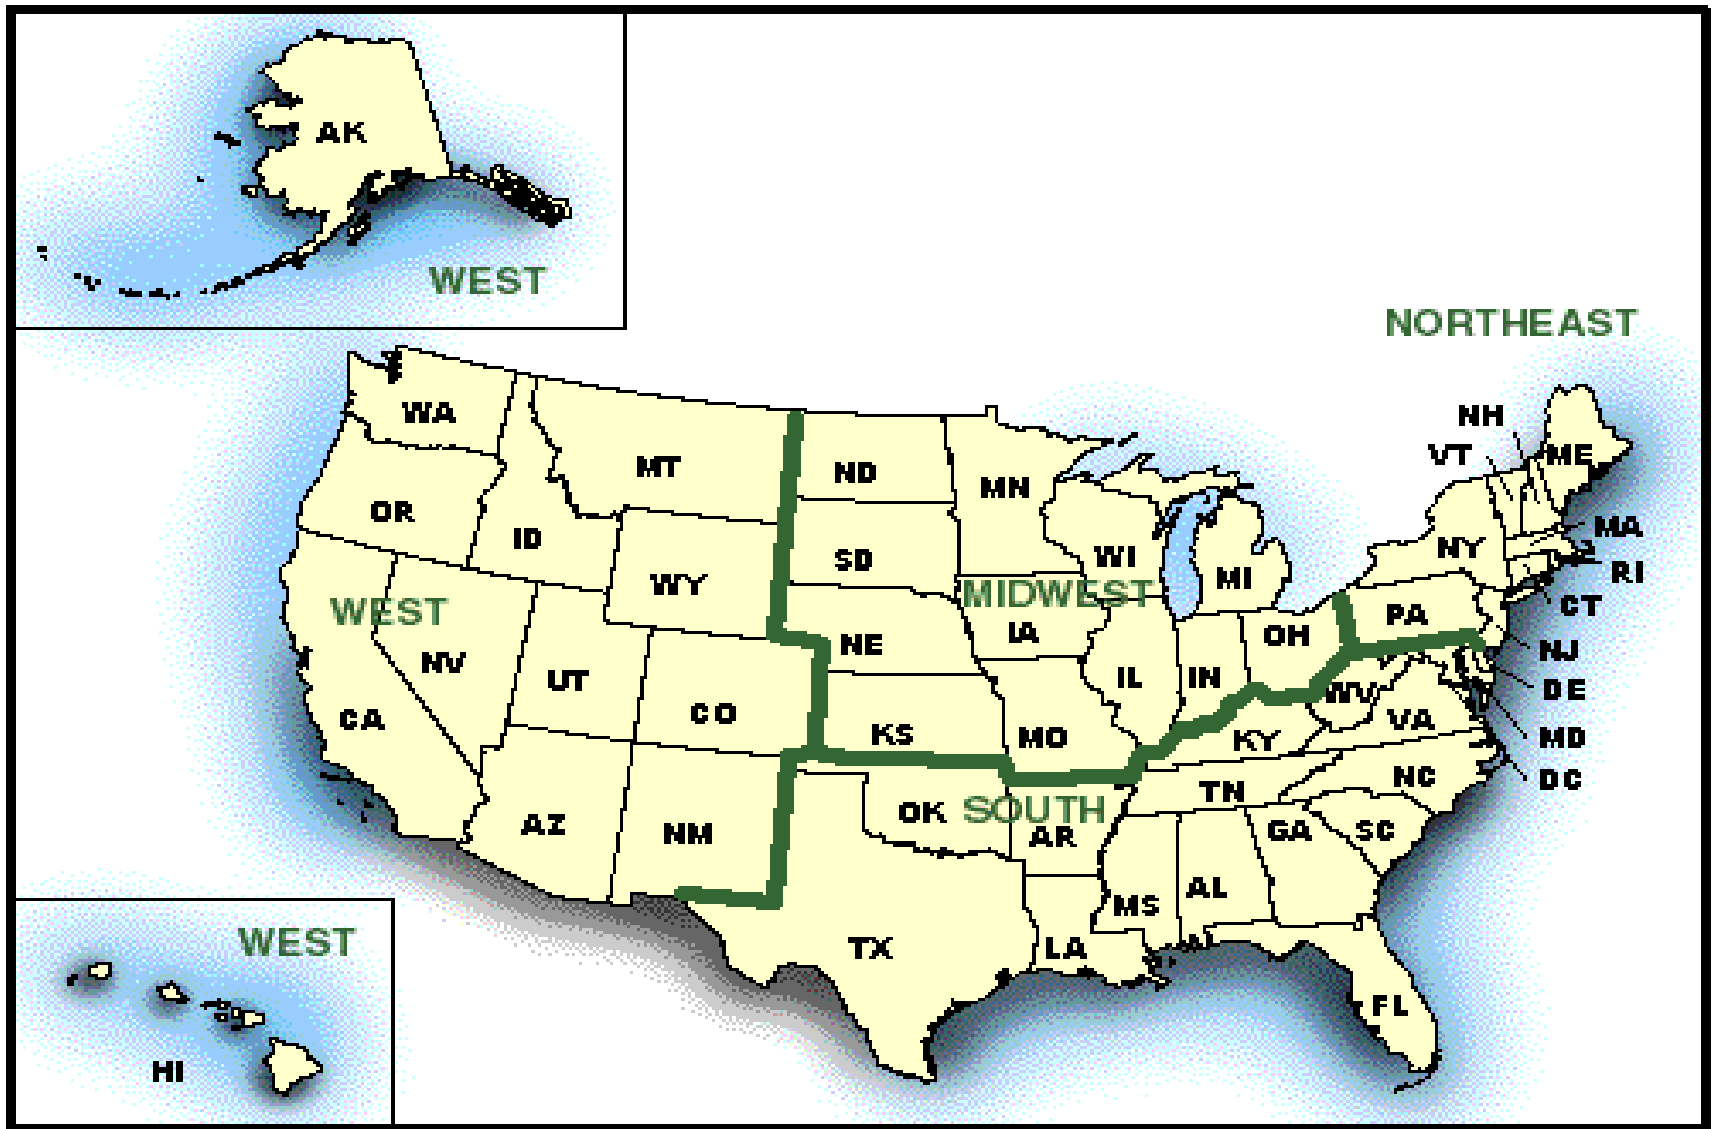 AK
WEST
NORTHEAST
NH
WA
VT
ME
MT
ND
MN
OR
MA
ID
NY
WI
SD
RI
MI
WY
MIDWEST
CT
WEST
PA
IA
OH
NE
NJ
NV
UT
IL
IN
DE
WV
CO
CA
VA
KS
MO
KY
MD
NC
DC
TN
SOUTH
OK
AZ
NM
AR
GA
SC
AL
MS
WEST
TX
LA
AL
FL
HI